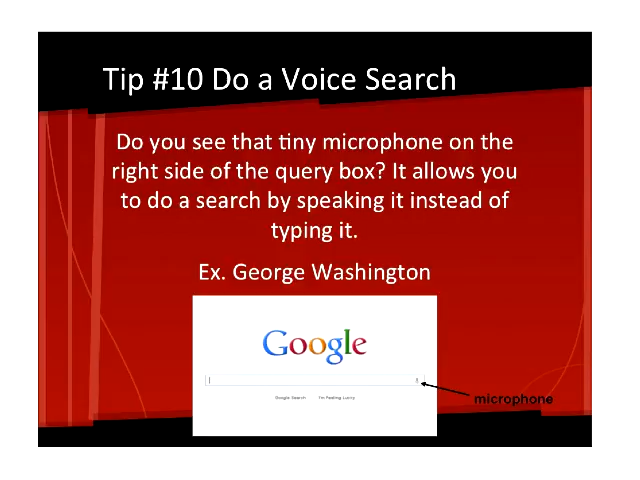 Tip #10 Do a Voice Search
Do you see that tiny microphone on the
right side of the query box? It allows you
to do a search by speaking it instead of
typing it.
Ex. George Washington
Google
Google Search I'm Feeling Lucky
microphone